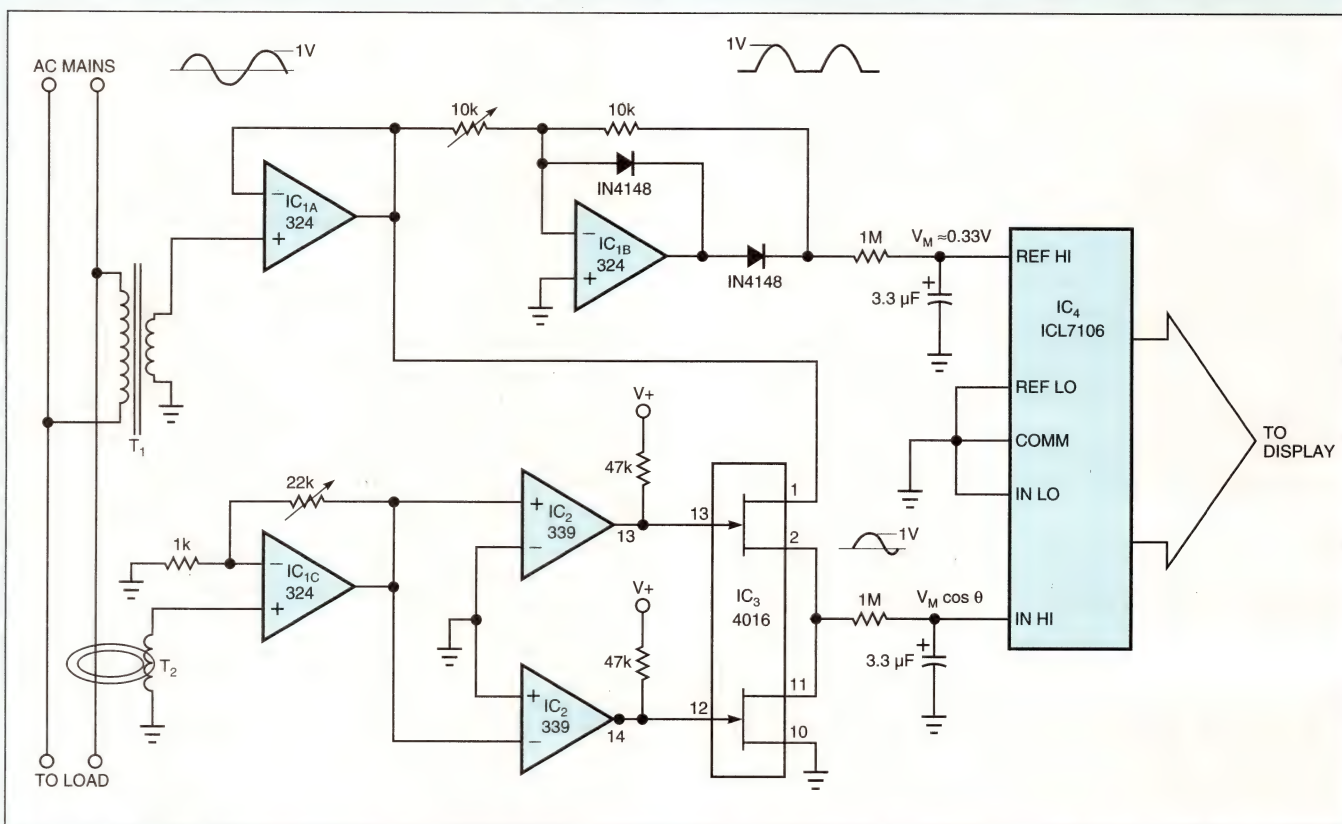 1V
1V
AC MAINS
10k
10k
IN4148
IC1A
324
−
+
IC1B
324
−
+
IN4148
1M
VM ≈0.33V
3.3 µF
+
REF HI
IC4
ICL7106
REF LO
COMM
IN LO
IN HI
TO
DISPLAY
T1
V+
47k
22k
1k
IC1C
324
−
+
+
−
IC2
339
13
13
1
2
1V
IC3
4016
V+
47k
1M
VM cos θ
3.3 µF
+
+
−
IC2
339
14
12
11
10
T2
TO LOAD